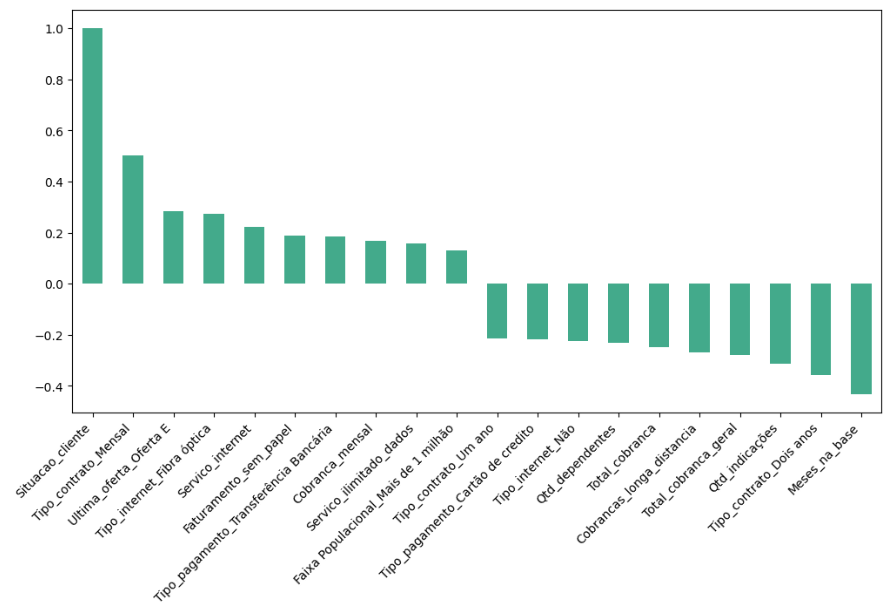 1.0
0.8
0.6
0.4
0.2
0.0
−0.2
−0.4
Situacao_cliente
Tipo_contrato_Mensal
Ultima_oferta_Oferta E
Tipo_internet_Fibra óptica
Servico_internet
Faturamento_sem_papel
Tipo_pagamento_Transferência Bancária
Cobranca_mensal
Servico_ilimitado_dados
Faixa Populacional_Mais de 1 milhão
Tipo_contrato_Um ano
Tipo_pagamento_Cartão de credito
Tipo_internet_Não
Qtd_dependentes
Total_cobranca
Cobrancas_longa_distancia
Total_cobranca_geral
Qtd_indicações
Tipo_contrato_Dois anos
Meses_na_base